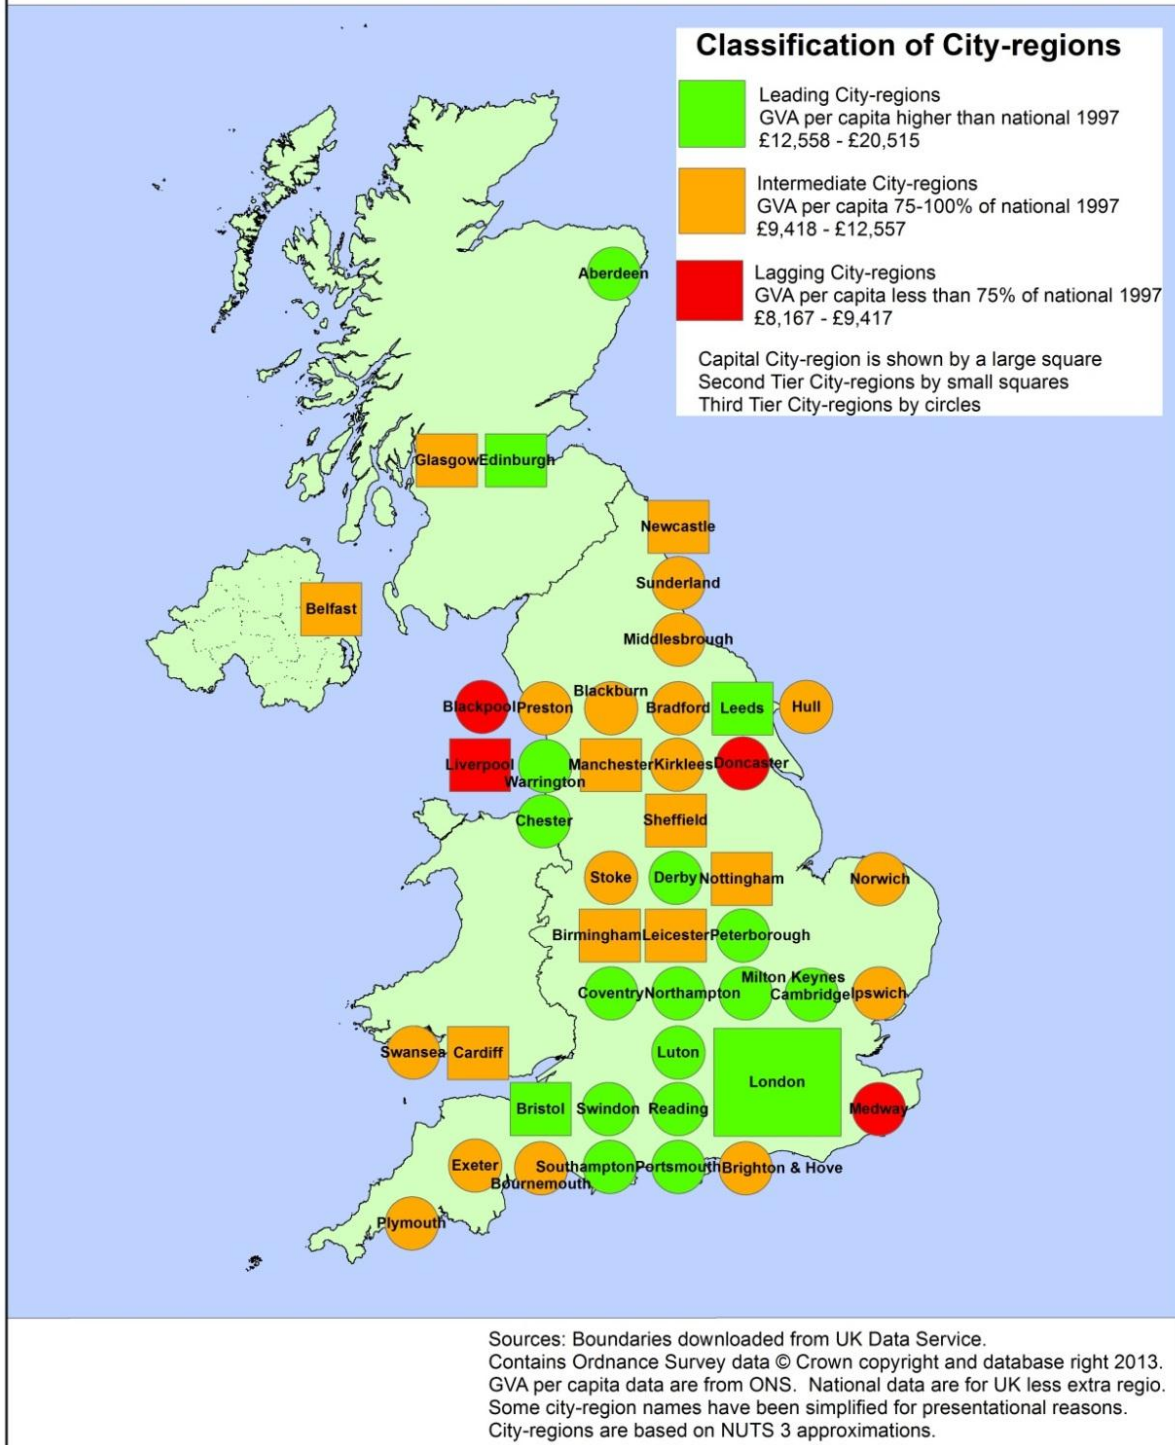 Classification of City-regions
Leading City-regions
GVA per capita higher than national 1997
£12,558 - £20,515
Intermediate City-regions
GVA per capita 75-100% of national 1997
£9,418 - £12,557
Lagging City-regions
GVA per capita less than 75% of national 1997
£8,167 - £9,417
Capital City-region is shown by a large square
Second Tier City-regions by small squares
Third Tier City-regions by circles
Aberdeen
Glasgow Edinburgh
Newcastle
Sunderland
Belfast
Middlesbrough
Blackburn
Blackpool Preston Bradford Leeds Hull
Liverpool Manchester Kirklees Doncaster
Warrington
Chester Sheffield
Stoke Derby Nottingham Norwich
Birmingham Leicester Peterborough
Milton Keynes
Coventry Northampton Cambridge Ipswich
Swansea Cardiff Luton
London
Bristol Swindon Reading Medway
Exeter Southampton Portsmouth Brighton & Hove
Bournemouth
Plymouth
Sources: Boundaries downloaded from UK Data Service.
Contains Ordnance Survey data © Crown copyright and database right 2013.
GVA per capita data are from ONS. National data are for UK less extra regio.
Some city-region names have been simplified for presentational reasons.
City-regions are based on NUTS 3 approximations.